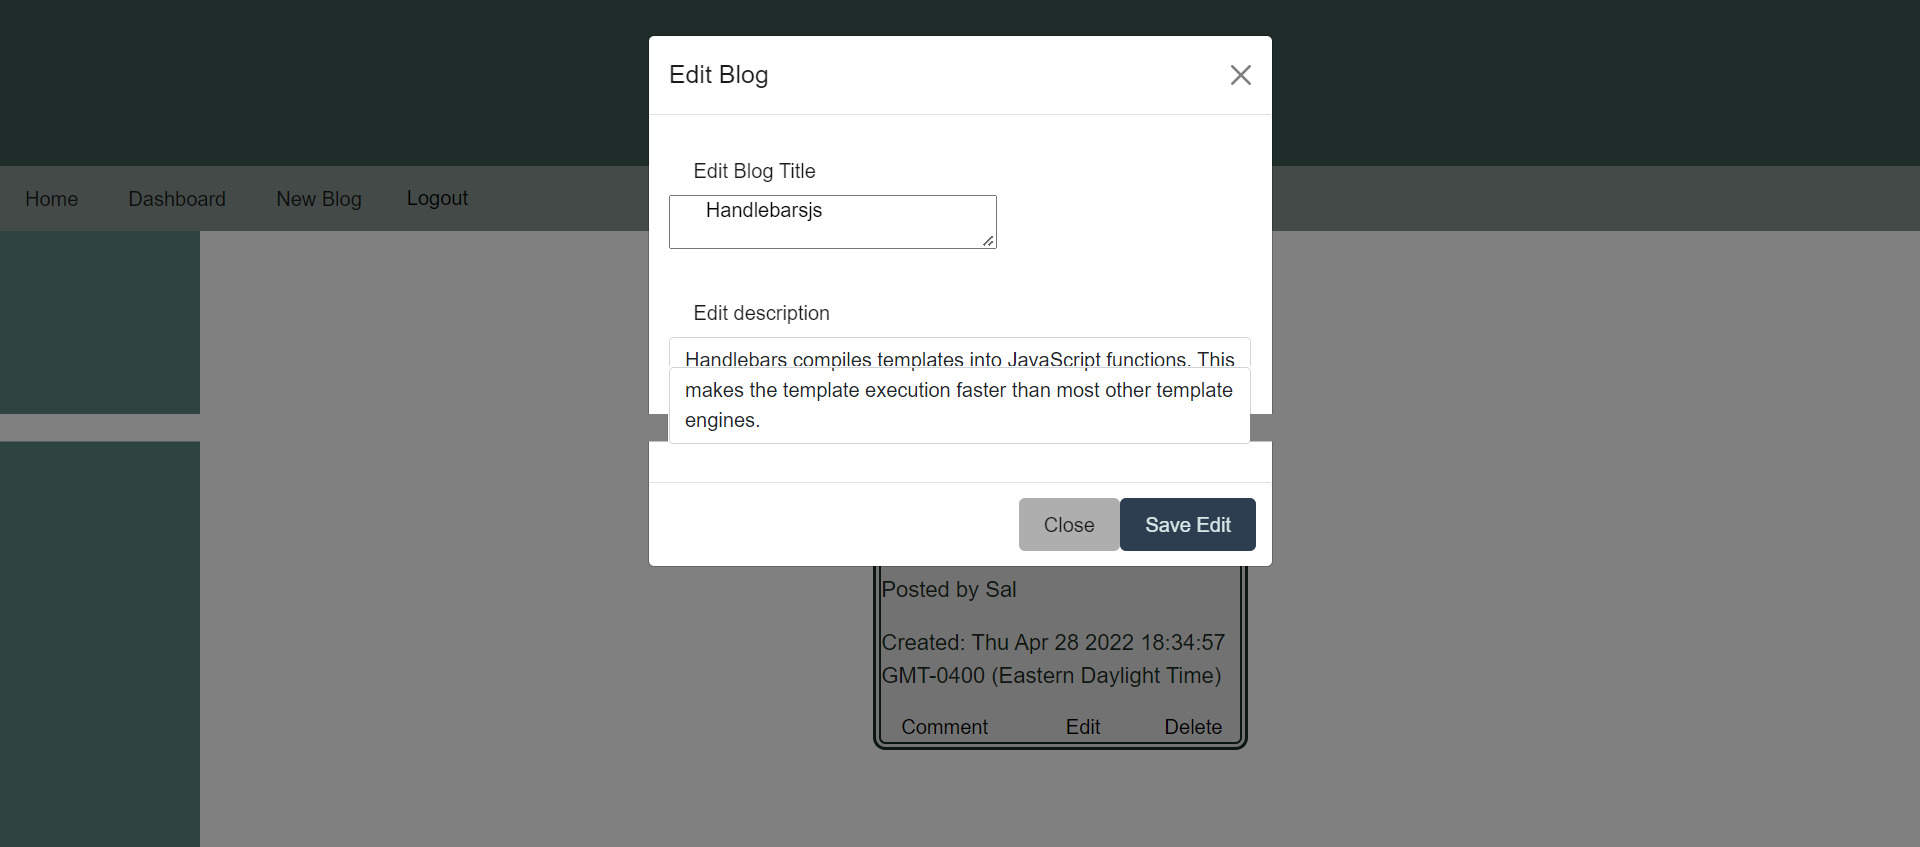 Edit Blog
Home Dashboard New Blog Logout
Edit Blog Title
Handlebarsjs
Edit description
Handlebars compiles templates into JavaScript functions. This
makes the template execution faster than most other template
engines.
Close Save Edit
Posted by Sal
Created: Thu Apr 28 2022 18:34:57
GMT-0400 (Eastern Daylight Time)
Comment Edit Delete